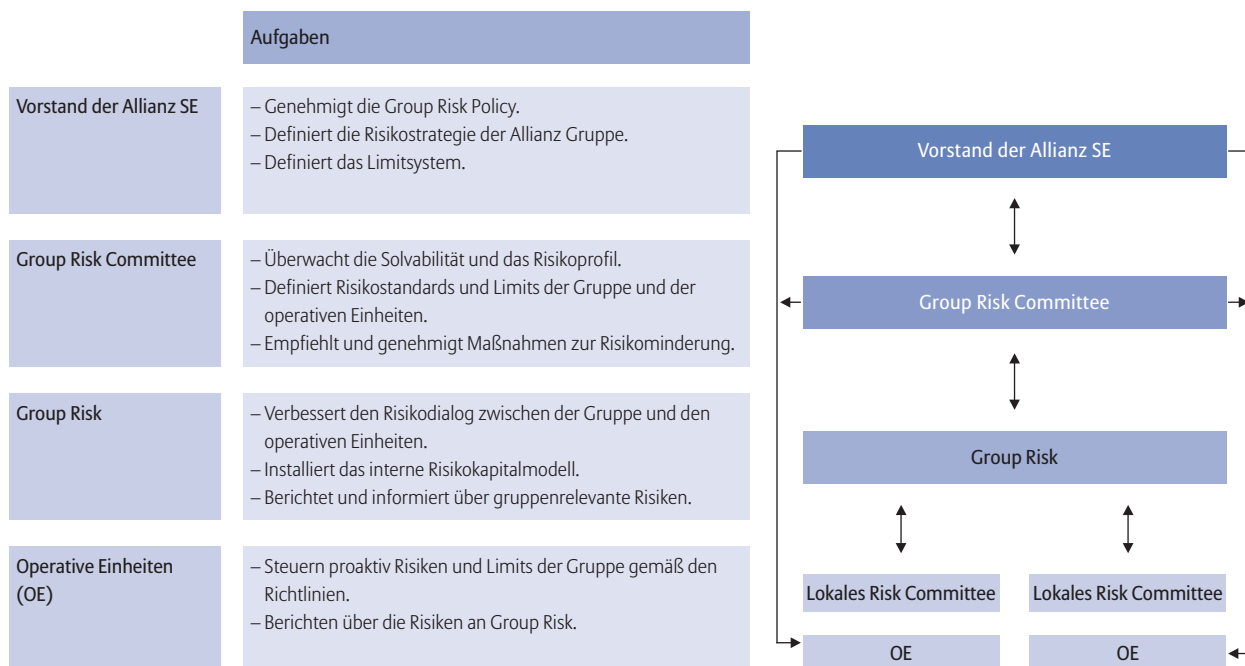 Aufgaben
Vorstand der Allianz SE
– Genehmigt die Group Risk Policy.
– Definiert die Risikostrategie der Allianz Gruppe.
– Definiert das Limitsystem.
Group Risk Committee
– Überwacht die Solvabilität und das Risikoprofil.
– Definiert Risikostandards und Limits der Gruppe und der
operativen Einheiten.
– Empfiehlt und genehmigt Maßnahmen zur Risikominderung.
Group Risk
– Verbessert den Risikodialog zwischen der Gruppe und den
operativen Einheiten.
– Installiert das interne Risikokapitalmodell.
– Berichtet und informiert über gruppenrelevante Risiken.
Operative Einheiten
(OE)
– Steuern proaktiv Risiken und Limits der Gruppe gemäß den
Richtlinien.
– Berichten über die Risiken an Group Risk.
Vorstand der Allianz SE
Group Risk Committee
Group Risk
Lokales Risk Committee
Lokales Risk Committee
OE
OE